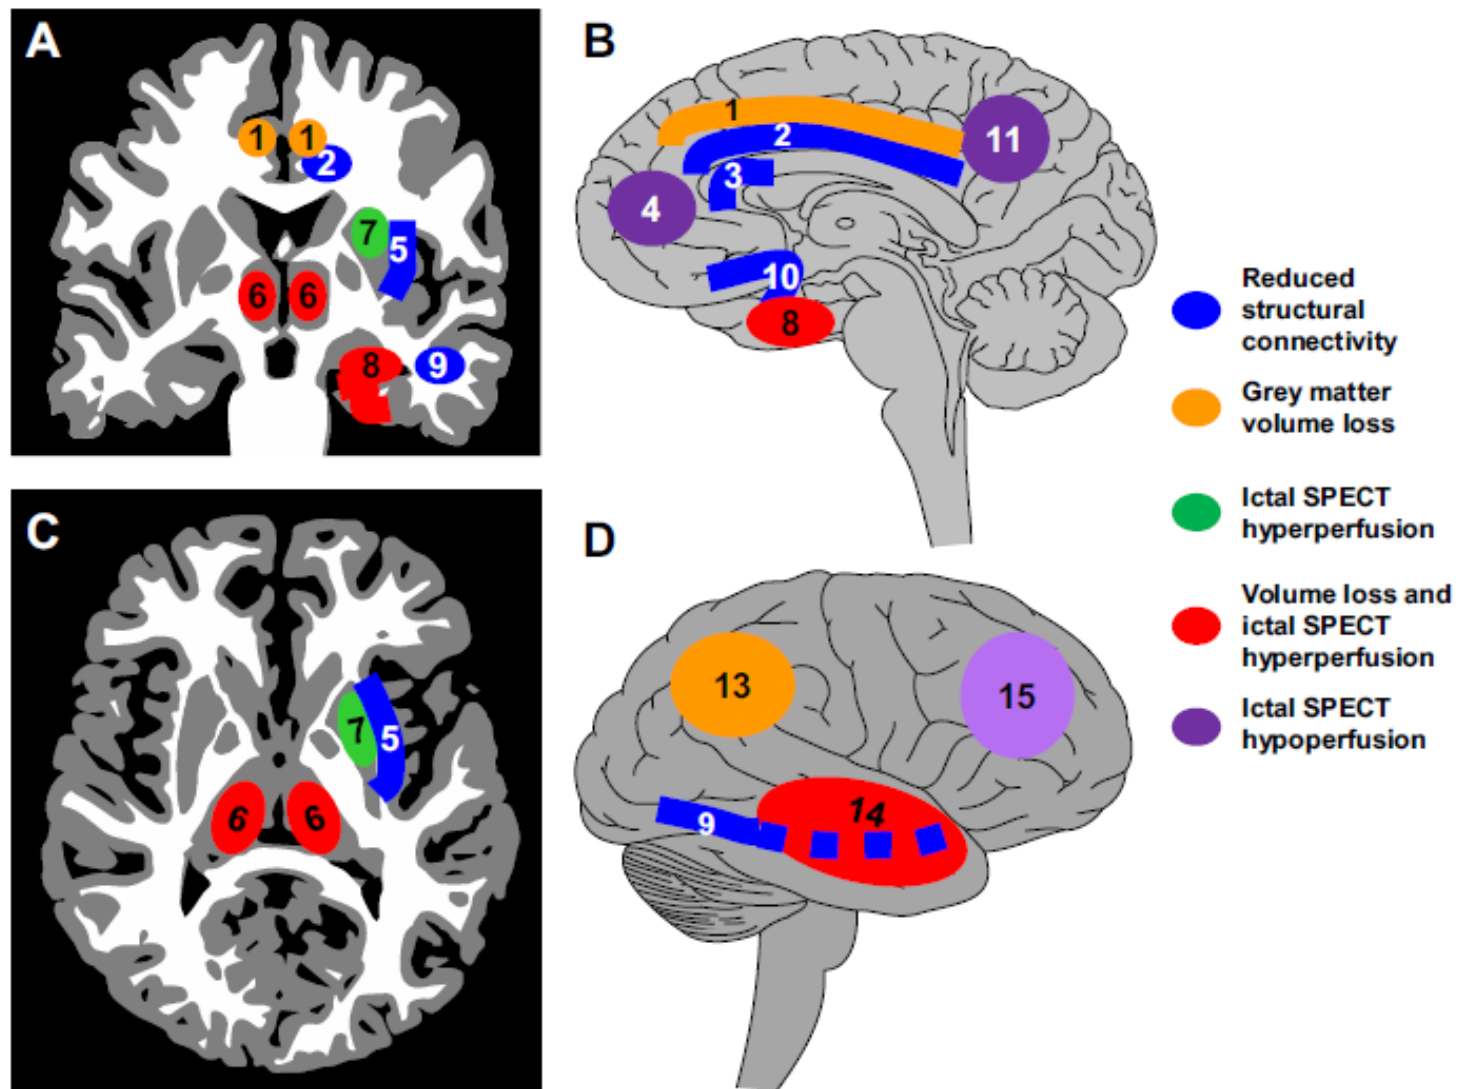 A
1 1
2
7
5
6 6
8
9
B
1
2
3
4
11
10
8
Reduced
structural
connectivity
Grey matter
volume loss
Ictal SPECT
hyperperfusion
Volume loss and
ictal SPECT
hyperperfusion
Ictal SPECT
hypoperfusion
C
7
5
6 6
D
13
15
14
9